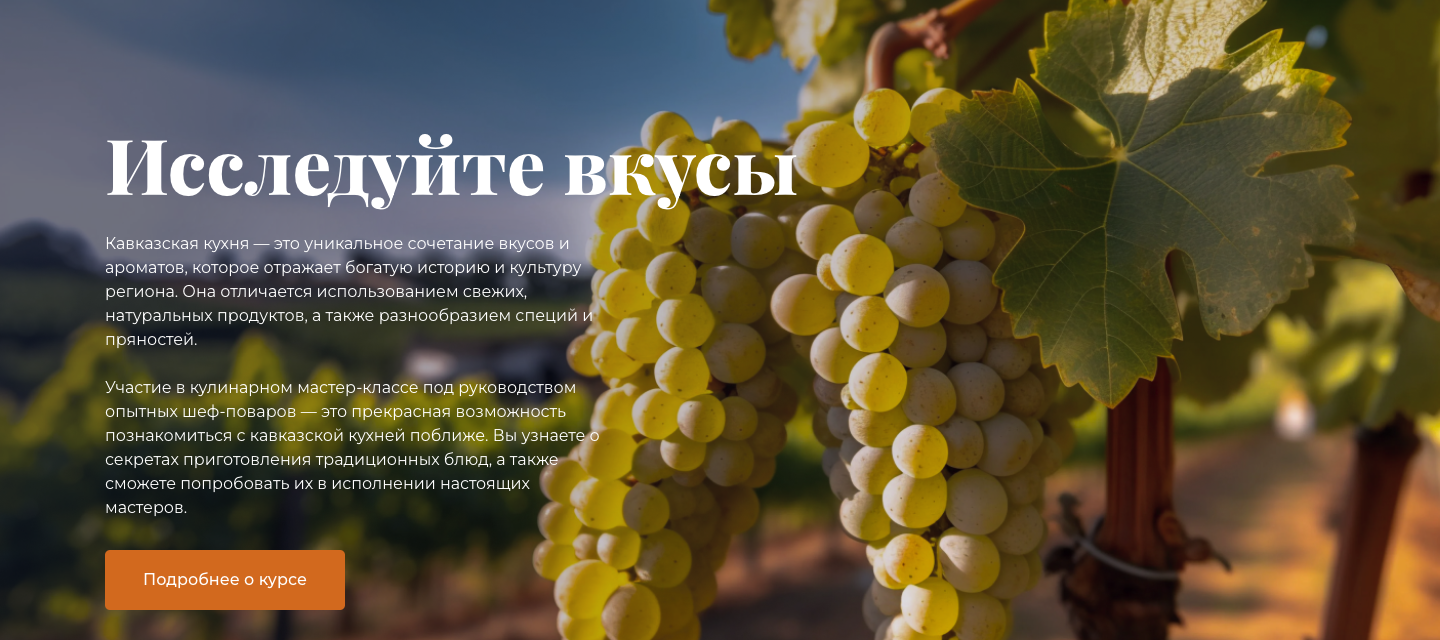 Исследуйте вкусы
Кавказская кухня — это уникальное сочетание вкусов и
ароматов, которое отражает богатую историю и культуру
региона. Она отличается использованием свежих,
натуральных продуктов, а также разнообразием специй и
пряностей.
Участие в кулинарном мастер-классе под руководством
опытных шеф-поваров — это прекрасная возможность
познакомиться с кавказской кухней поближе. Вы узнаете о
секретах приготовления традиционных блюд, а также
сможете попробовать их в исполнении настоящих
мастеров.
Подробнее о курсе